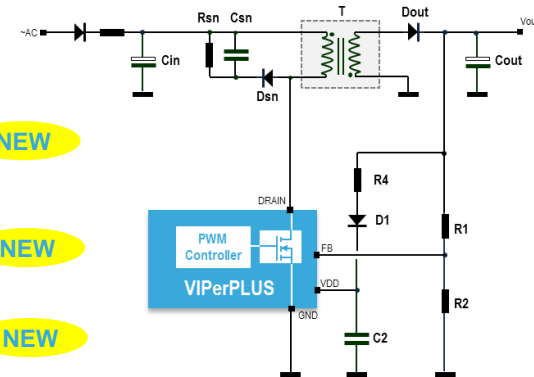 T
Rsn Csn
Dout
~AC
Cin
Cout
Dsn
NEW
R4
DRAIN
D1
PWM
Controller
R1
NEW
FB
VIPerPLUS
VDD
R2
GND
NEW
C2